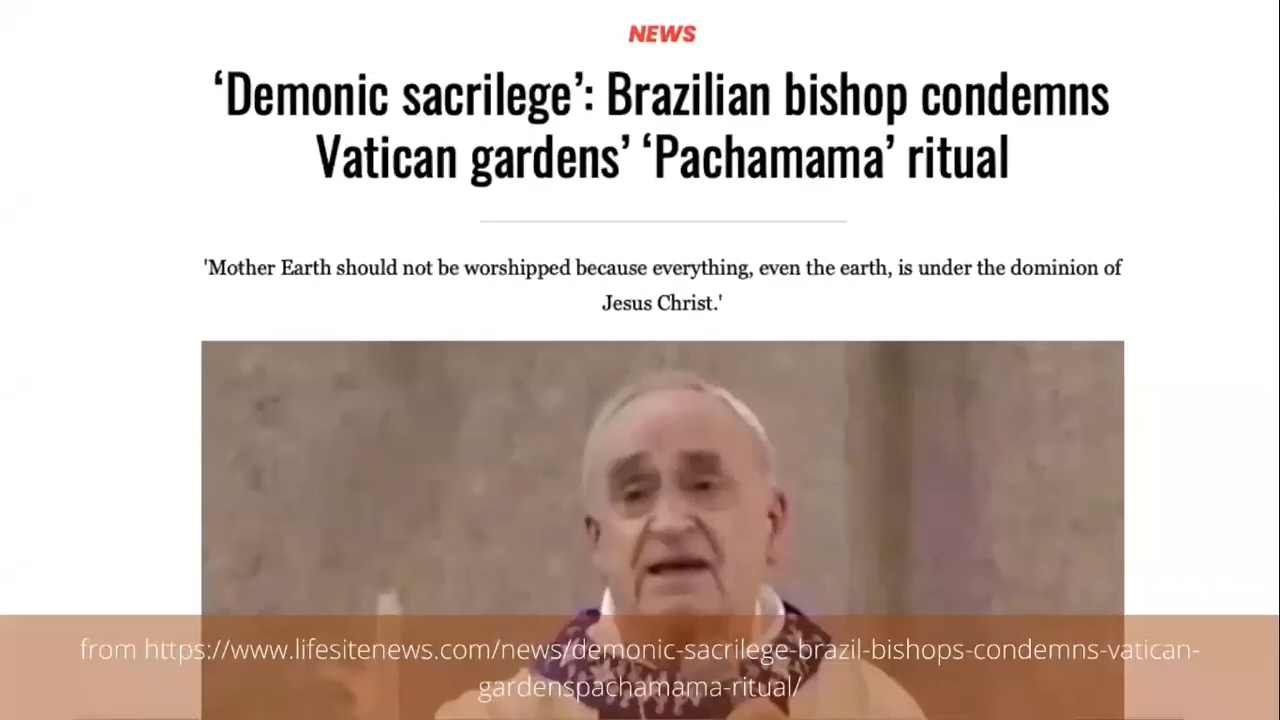 NEWS
‘Demonic sacrilege’: Brazilian bishop condemns
Vatican gardens’ ‘Pachamama’ ritual
'Mother Earth should not be worshipped because everything, even the earth, is under the dominion of
Jesus Christ.'
from https://www.lifesitenews.com/news/demonic-sacrilege-brazil-bishops-condemns-vatican-
gardenspachamama-ritual/